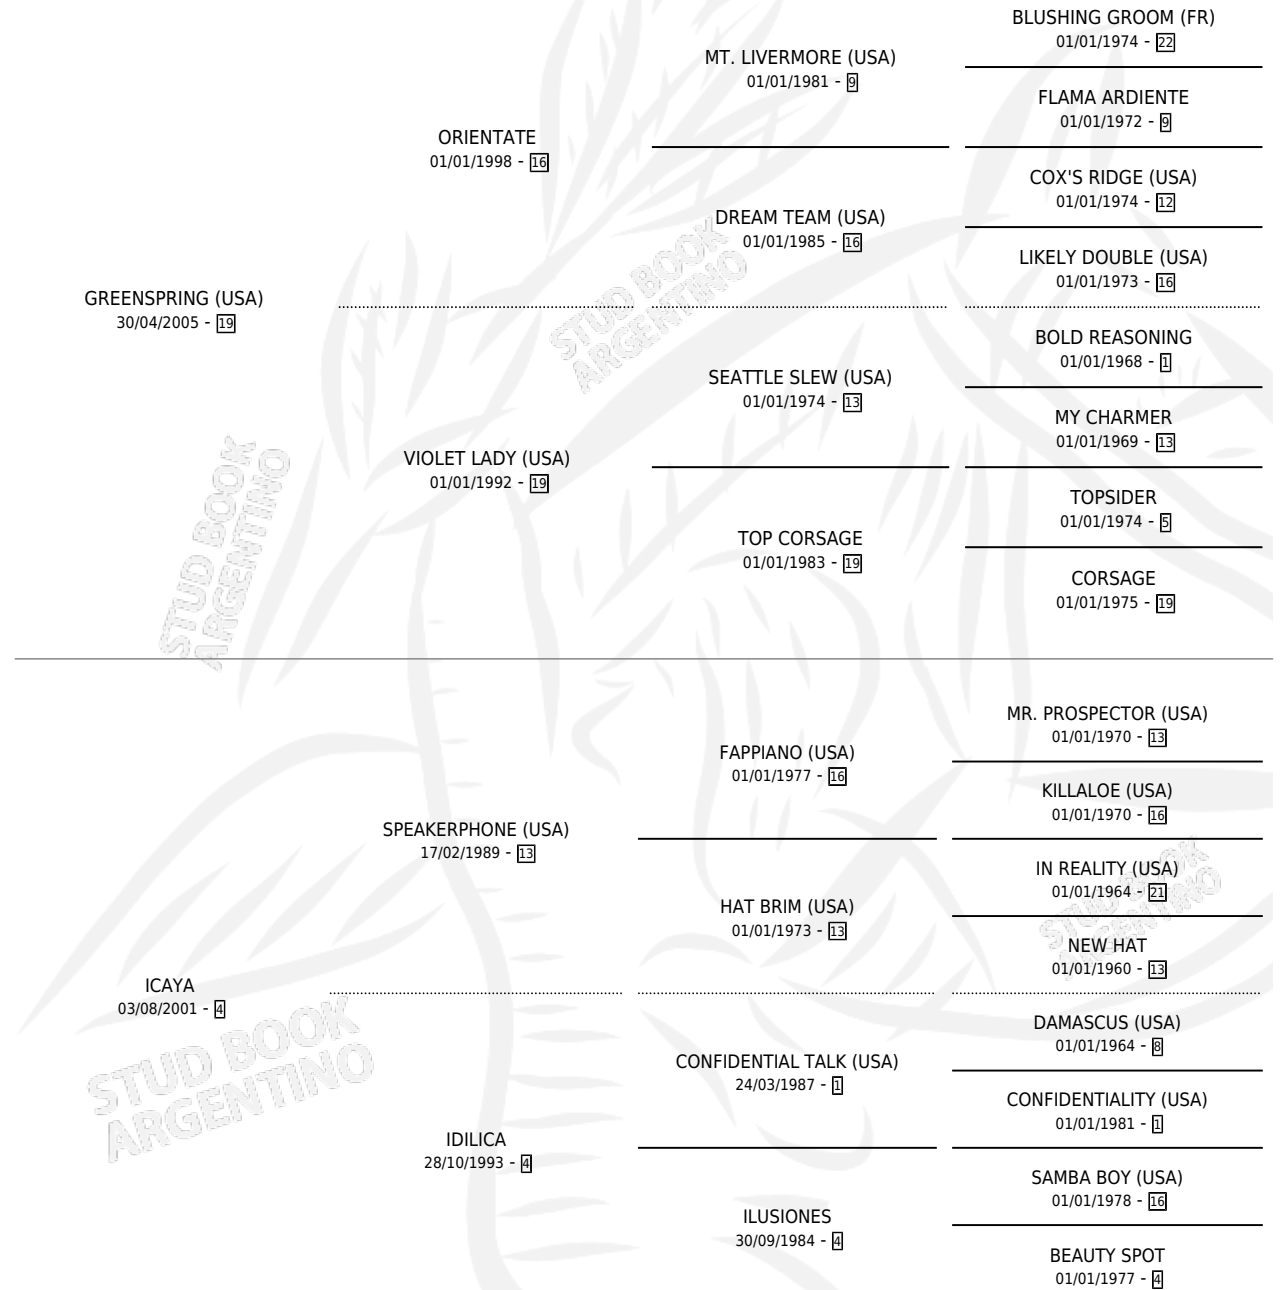 BLUSHING GROOM (FR)
01/01/1974 - 22
MT. LIVERMORE (USA)
01/01/1981 - 9
FLAMA ARDIENTE
01/01/1972 - 9
ORIENTATE
01/01/1998 - 16
COX'S RIDGE (USA)
01/01/1974 - 12
DREAM TEAM (USA)
01/01/1985 - 16
LIKELY DOUBLE (USA)
01/01/1973 - 16
GREENSPRING (USA)
30/04/2005 - 19
STUD BOOK
ARGENTINO
BOLD REASONING
01/01/1968 - 1
SEATTLE SLEW (USA)
01/01/1974 - 13
MY CHARMER
01/01/1969 - 13
VIOLET LADY (USA)
01/01/1992 - 19
TOPSIDER
01/01/1974 - 5
TOP CORSAGE
01/01/1983 - 19
CORSAGE
01/01/1975 - 19
STUD BOOK
ARGENTINO
MR. PROSPECTOR (USA)
01/01/1970 - 13
FAPPIANO (USA)
01/01/1977 - 16
KILLALOE (USA)
01/01/1970 - 16
SPEAKERPHONE (USA)
17/02/1989 - 13
IN REALITY (USA)
01/01/1964 - 21
HAT BRIM (USA)
01/01/1973 - 13
STUD BOOK
ARGENTINO
NEW HAT
01/01/1960 - 13
ICAYA
03/08/2001 - 4
STUD BOOK
ARGENTINO
DAMASCUS (USA)
01/01/1964 - 8
CONFIDENTIAL TALK (USA)
24/03/1987 - 1
CONFIDENTIALITY (USA)
01/01/1981 - 1
IDILICA
28/10/1993 - 4
SAMBA BOY (USA)
01/01/1978 - 16
ILUSIONES
30/09/1984 - 4
BEAUTY SPOT
01/01/1977 - 4